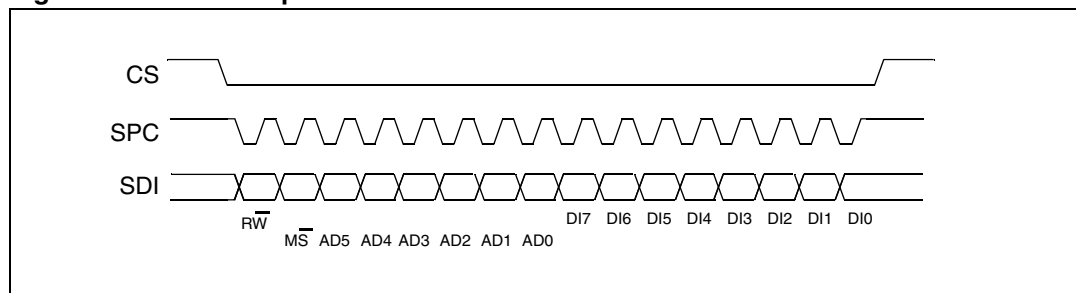 CS
SPC
SDI
RW̅ DI7 DI6 DI5 DI4 DI3 DI2 DI1 DI0
MS̅ AD5 AD4 AD3 AD2 AD1 AD0